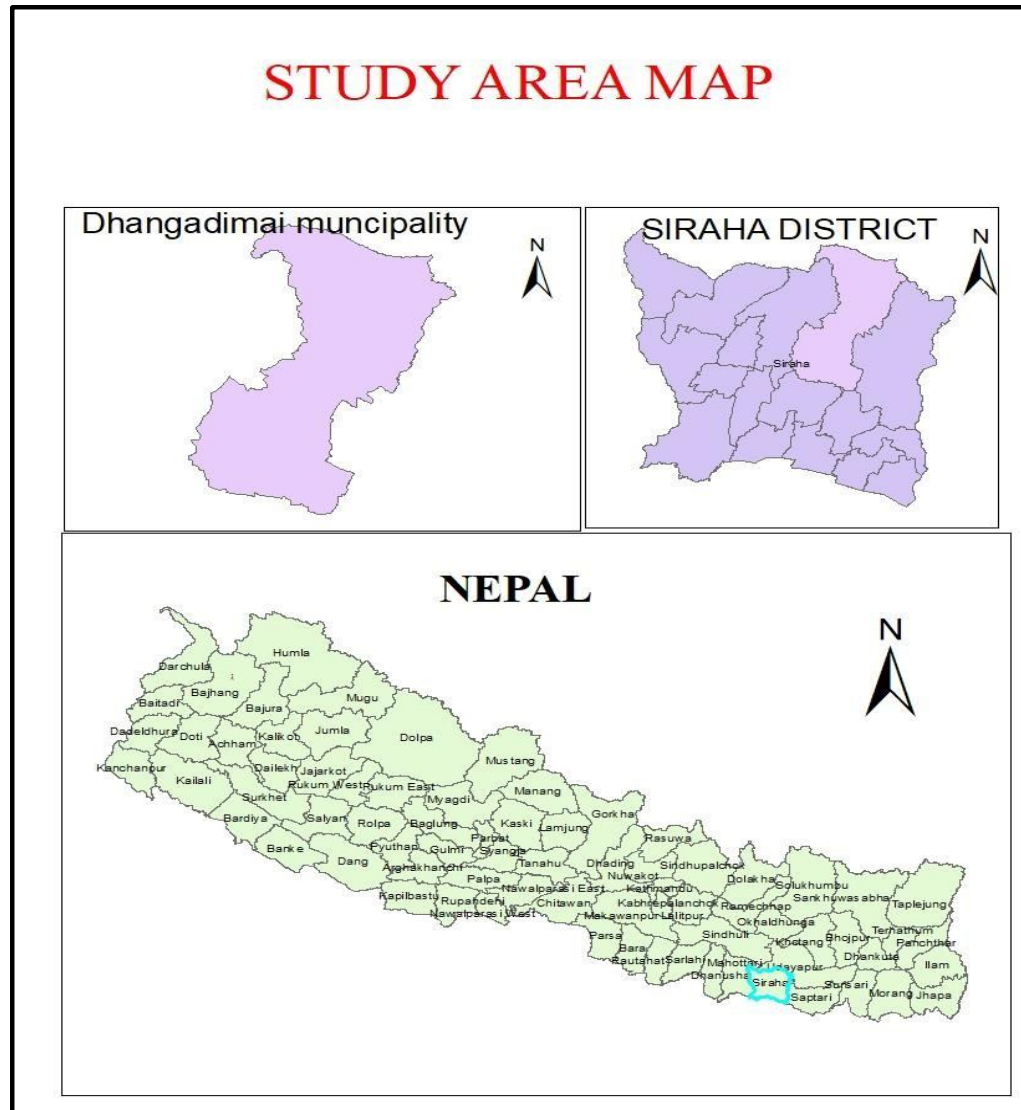 STUDY AREA MAP
Dhangadimai muncipality
N
SIRAHA DISTRICT
N
Siraha
NEPAL
N
Humla
Darchula
Bajhang
Mugu
Baitadi
Bajura
Dadeldhura
Doti
Achham
Kalikot
Jumla
Dolpa
Mustang
Kanchanpur
Kailali
Dailekh
Jajarkot
Rukum West
Rukum East
Manang
Surkhet
Myagdi
Gorkha
Bardiya
Salyan
Rolpa
Baglung
Kaski
Lamjung
Parbat
Rasuwa
Banke
Pyuthan
Gulmi
Syangja
Dang
Arghakhanchi
Tanahu
Dhading
Sindhupalchok
Nuwakot
Dolakha
Palpa
Solukhumbu
Kapilbastu
Rupandehi
Nawalparasi East
Kathmandu
Sankhuwasabha
Nawalparasi West
Chitawan
Kabhrepalanchok
Ramechhap
Taplejung
Makawanpur
Lalitpur
Okhaldhunga
Parsa
Sindhuli
Khotang
Bhojpur
Terhathum
Bara
Panchthar
Rautahat
Sarlahi
Mahottari
Udayapur
Dhankuta
Ilam
Dhanusha
Siraha
Saptari
Sunsari
Morang
Jhapa